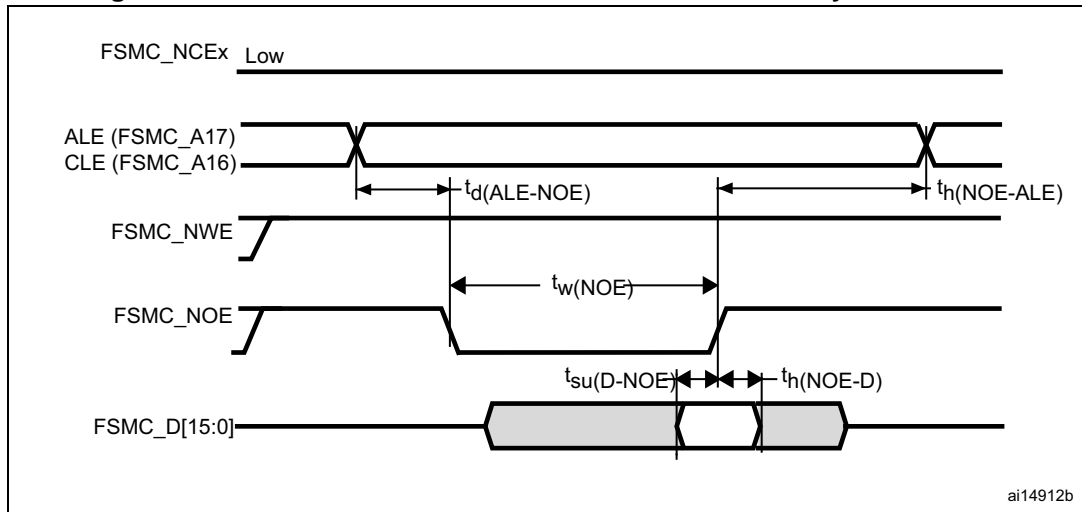 FSMC_NCEx Low
ALE (FSMC_A17)
CLE (FSMC_A16)
td(ALE-NOE) th(NOE-ALE)
FSMC_NWE
tw(NOE)
FSMC_NOE
tsu(D-NOE) th(NOE-D)
FSMC_D[15:0]
ai14912b